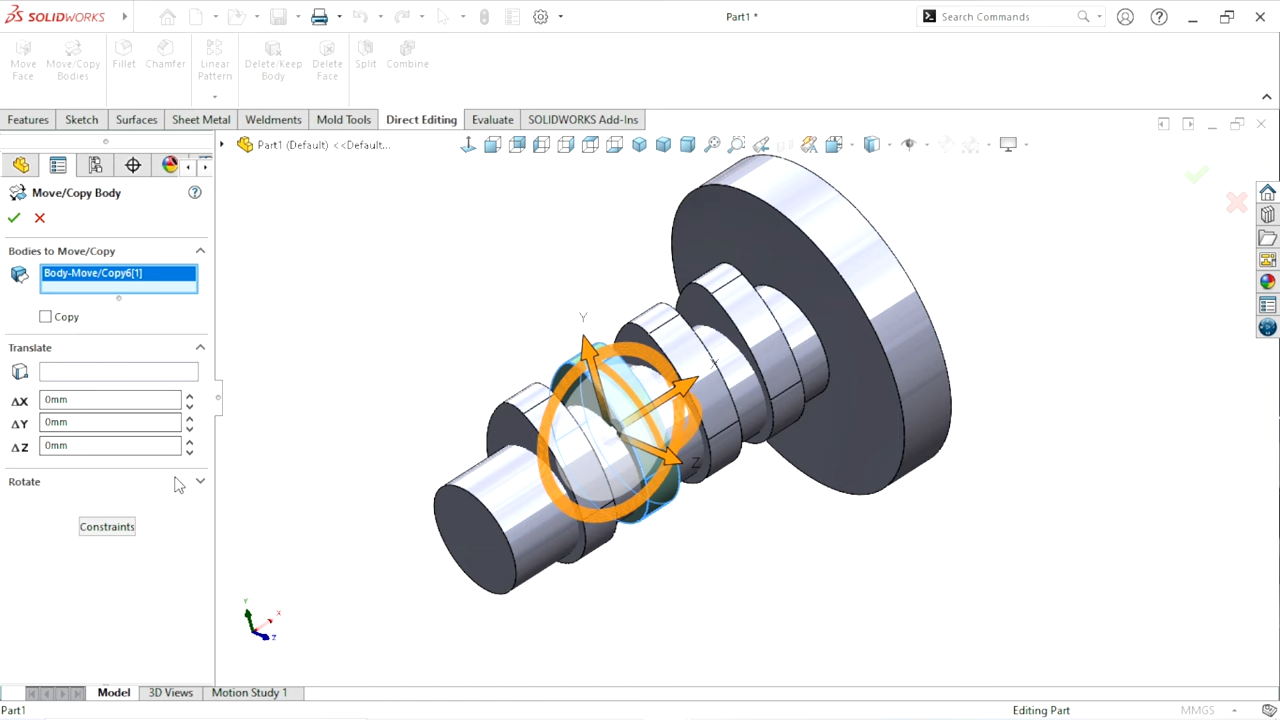 SOLIDWORKS
Part1 *
Search Commands
Move Face
Move/Copy Bodies
Fillet
Chamfer
Linear Pattern
Delete/Keep Body
Delete Face
Split
Combine
Features
Sketch
Surfaces
Sheet Metal
Weldments
Mold Tools
Direct Editing
Evaluate
SOLIDWORKS Add-Ins
Part1 (Default) <<Default...
Move/Copy Body
Bodies to Move/Copy
Body-Move/Copy6[1]
Copy
Translate
ΔX 0mm
ΔY 0mm
ΔZ 0mm
Rotate
Constraints
Y
X
Z
Y
X
Z
Model
3D Views
Motion Study 1
Part1
Editing Part
MMGS